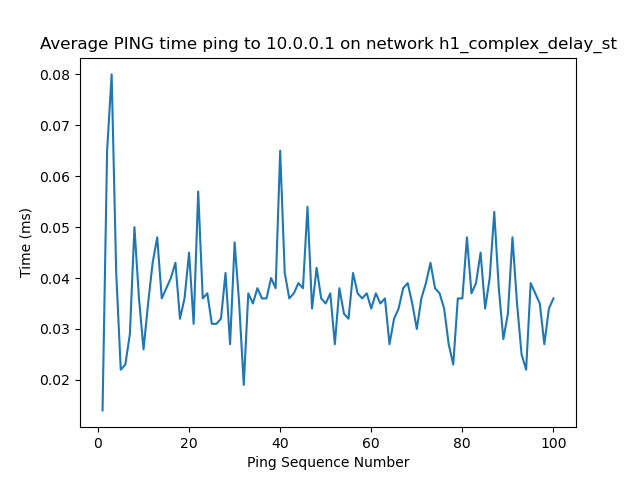 Average PING time ping to 10.0.0.1 on network h1_complex_delay_st
0.08
0.07
0.06
0.05
0.04
0.03
0.02
Time (ms)
0 20 40 60 80 100
Ping Sequence Number